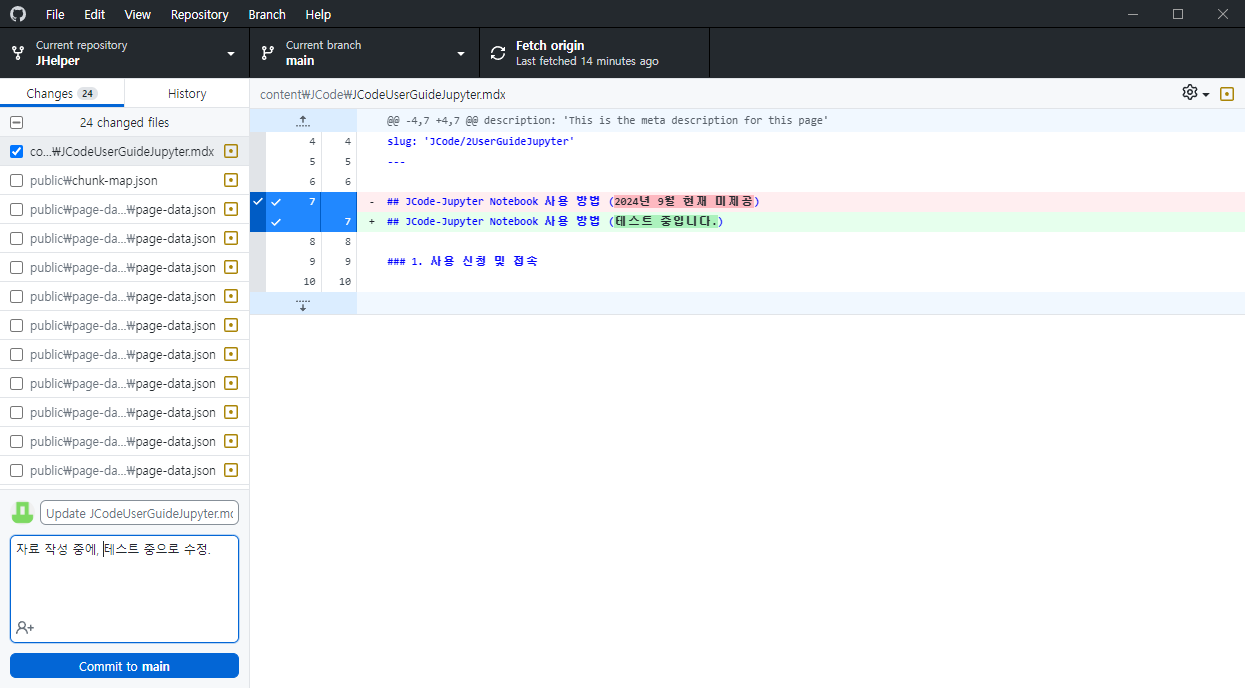 File Edit View Repository Branch Help
Current repository
JHelper
Current branch
main
Fetch origin
Last fetched 14 minutes ago
Changes 24
History
24 changed files
co...₩JCodeUserGuideJupyter.mdx
public₩chunk-map.json
public₩page-da...₩page-data.json
public₩page-da...₩page-data.json
public₩page-da...₩page-data.json
public₩page-da...₩page-data.json
public₩page-da...₩page-data.json
public₩page-da...₩page-data.json
public₩page-da...₩page-data.json
public₩page-da...₩page-data.json
public₩page-da...₩page-data.json
public₩page-da...₩page-data.json
Update JCodeUserGuideJupyter.md
자료 작성 중에, 테스트 중으로 수정.
Commit to main
content₩JCode₩JCodeUserGuideJupyter.mdx
@@ -4,7 +4,7 @@ description: 'This is the meta description for this page'
4 4 slug: 'JCode/2UserGuideJupyter'
5 5 ---
6 6
7 - ## JCode-Jupyter Notebook 사용 방법 (2024년 9월 현재 미제공)
7 + ## JCode-Jupyter Notebook 사용 방법 (테스트 중입니다.)
8 8
9 9 ### 1. 사용 신청 및 접속
10 10